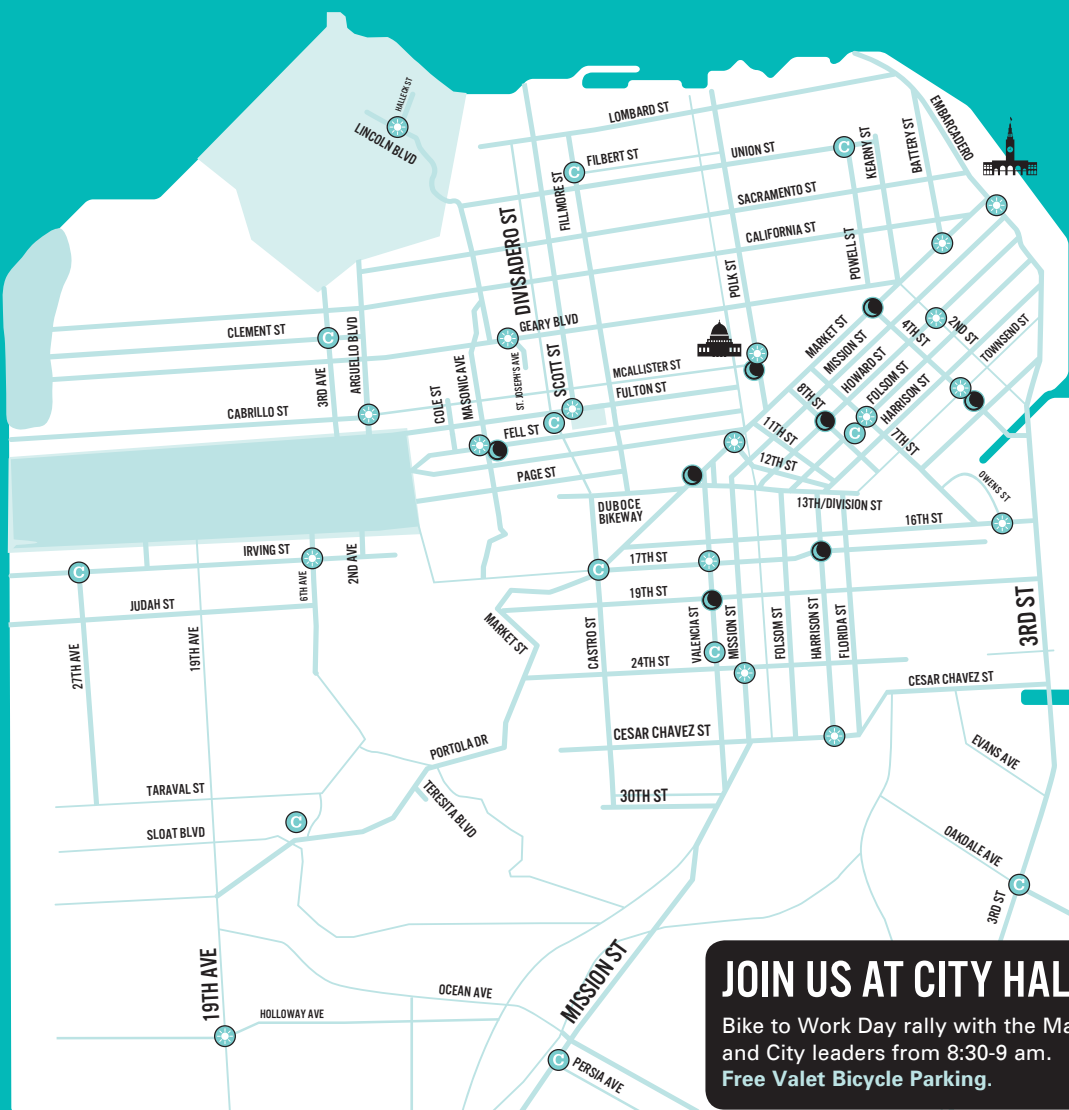 HALLECK ST
LINCOLN BLVD
LOMBARD ST
EMBARCADERO
BATTERY ST
KEARNY ST
FILBERT ST
UNION ST
FILLMORE ST
SACRAMENTO ST
DIVISADERO ST
CALIFORNIA ST
POWELL ST
POLK ST
CLEMENT ST
3RD AVE
ARGUELLO BLVD
GEARY BLVD
MARKET ST
MISSION ST
HOWARD ST
4TH ST
2ND ST
TOWNSEND ST
SCOTT ST
ST. JOSEPH'S AVE
MCALLISTER ST
FULTON ST
MASONIC AVE
COLE ST
CABRILLO ST
8TH ST
FOLSOM ST
HARRISON ST
7TH ST
11TH ST
12TH ST
C
C
C
C
C
FELL ST
PAGE ST
DUBOCE
BIKEWAY
13TH/DIVISION ST
OWENS ST
16TH ST
IRVING ST
6TH AVE
2ND AVE
17TH ST
C
C
JUDAH ST
19TH ST
3RD ST
MARKET ST
CASTRO ST
VALENCIA ST
MISSION ST
FOLSOM ST
HARRISON ST
FLORIDA ST
27TH AVE
19TH AVE
C
24TH ST
CESAR CHAVEZ ST
CESAR CHAVEZ ST
PORTOLA DR
EVANS AVE
TERESITA BLVD
TARAVAL ST
30TH ST
C
SLOAT BLVD
OAKDALE AVE
C
3RD ST
19TH AVE
MISSION ST
OCEAN AVE
HOLLOWAY AVE
C
PERSIA AVE
JOIN US AT CITY HAL
Bike to Work Day rally with the Ma
and City leaders from 8:30-9 am.
Free Valet Bicycle Parking.